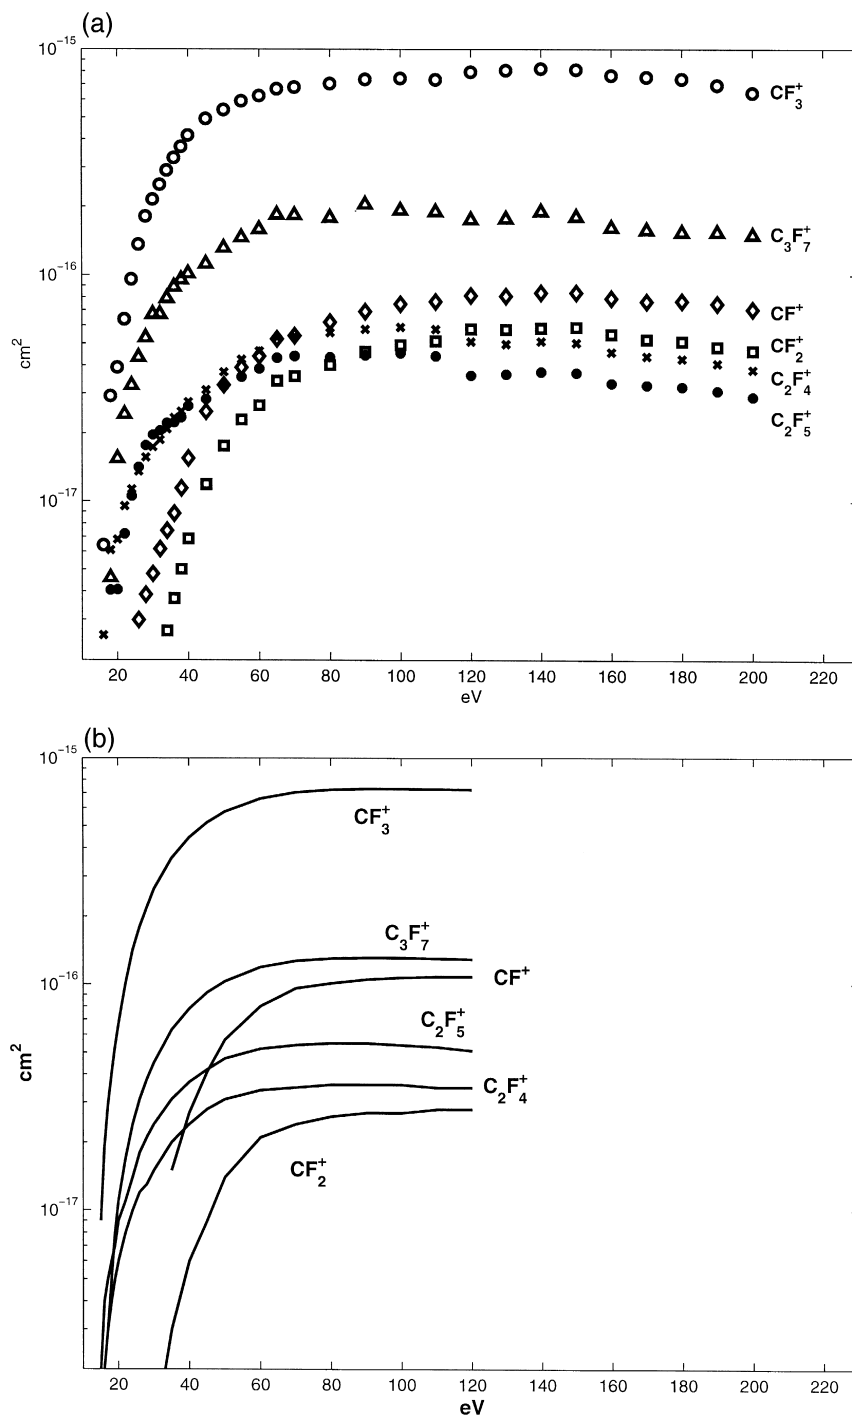 (a)
10⁻¹⁵
CF₃⁺
C₃F₇⁺
10⁻¹⁶
CF⁺
cm²
CF₂⁺
C₂F₄⁺
C₂F₅⁺
10⁻¹⁷
20 40 60 80 100 120 140 160 180 200 220
eV
(b)
10⁻¹⁵
CF₃⁺
C₃F₇⁺
10⁻¹⁶
CF⁺
C₂F₅⁺
cm²
C₂F₄⁺
CF₂⁺
10⁻¹⁷
20 40 60 80 100 120 140 160 180 200 220
eV